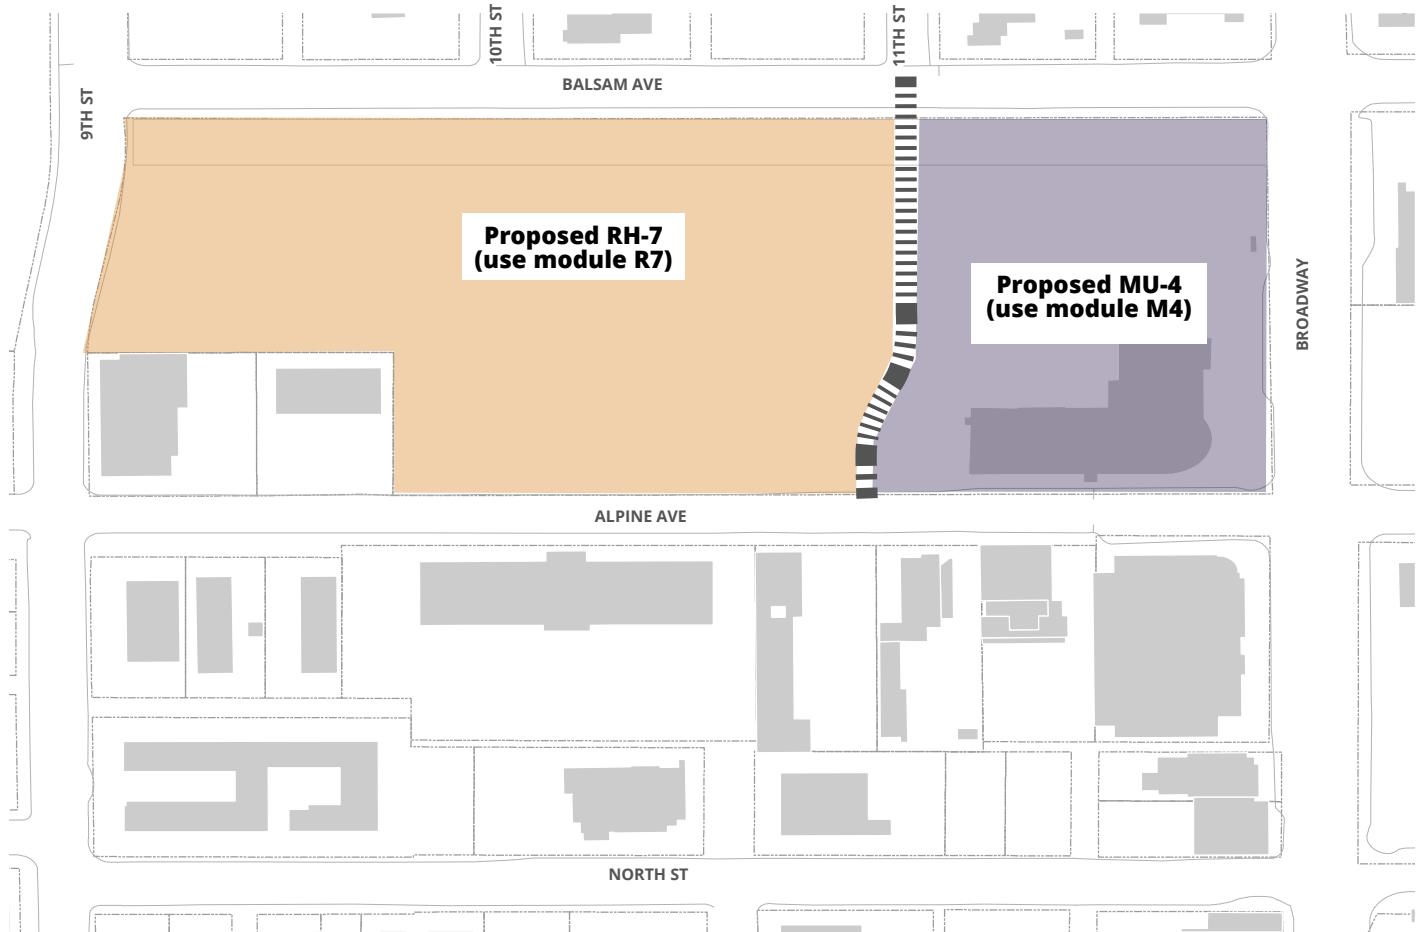 10TH ST
11TH ST
BALSAM AVE
9TH ST
Proposed RH-7
(use module R7)
Proposed MU-4
(use module M4)
BROADWAY
ALPINE AVE
NORTH ST